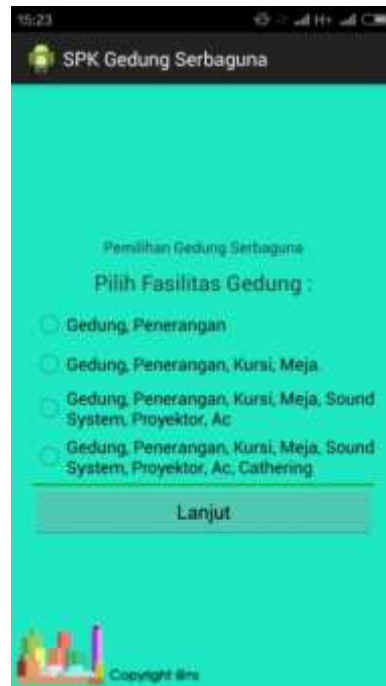 15:23
H+
SPK Gedung Serbaguna
Pemilihan Gedung Serbaguna
Pilih Fasilitas Gedung :
Gedung, Penerangan
Gedung, Penerangan, Kursi, Meja.
Gedung, Penerangan, Kursi, Meja, Sound
System, Proyektor, Ac
Gedung, Penerangan, Kursi, Meja, Sound
System, Proyektor, Ac, Cathering
Lanjut
Copyright